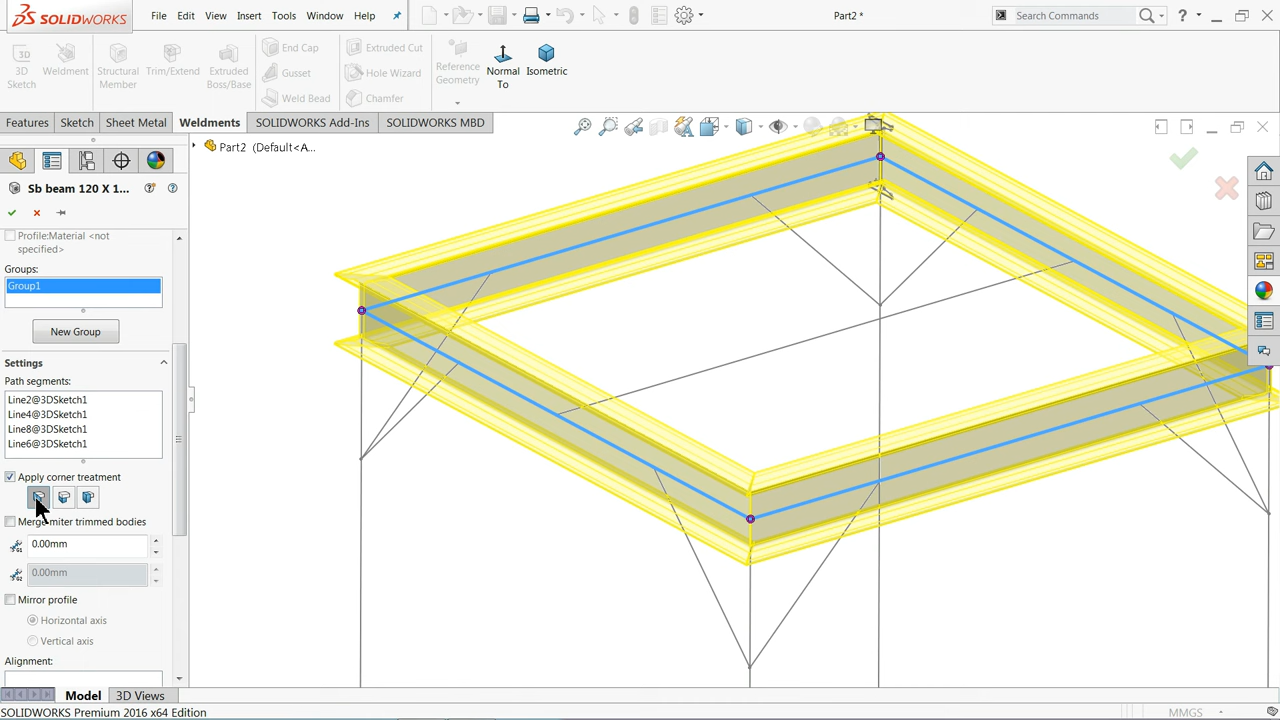 SOLIDWORKS
File Edit View Insert Tools Window Help
Part2 *
Search Commands
?
3D Sketch
Weldment
Structural Member
Trim/Extend
Extruded Boss/Base
End Cap
Gusset
Weld Bead
Extruded Cut
Hole Wizard
Chamfer
Reference Geometry
Normal To
Isometric
Features Sketch Sheet Metal Weldments SOLIDWORKS Add-Ins SOLIDWORKS MBD
Part2 (Default<A...
Sb beam 120 X 1...
Profile:Material <not
specified>
Groups:
Group1
New Group
Settings
Path segments:
Line2@3DSketch1
Line4@3DSketch1
Line8@3DSketch1
Line6@3DSketch1
Apply corner treatment
Merge miter trimmed bodies
0.00mm
0.00mm
Mirror profile
Horizontal axis
Vertical axis
Alignment:
Model 3D Views
SOLIDWORKS Premium 2016 x64 Edition
MMGS